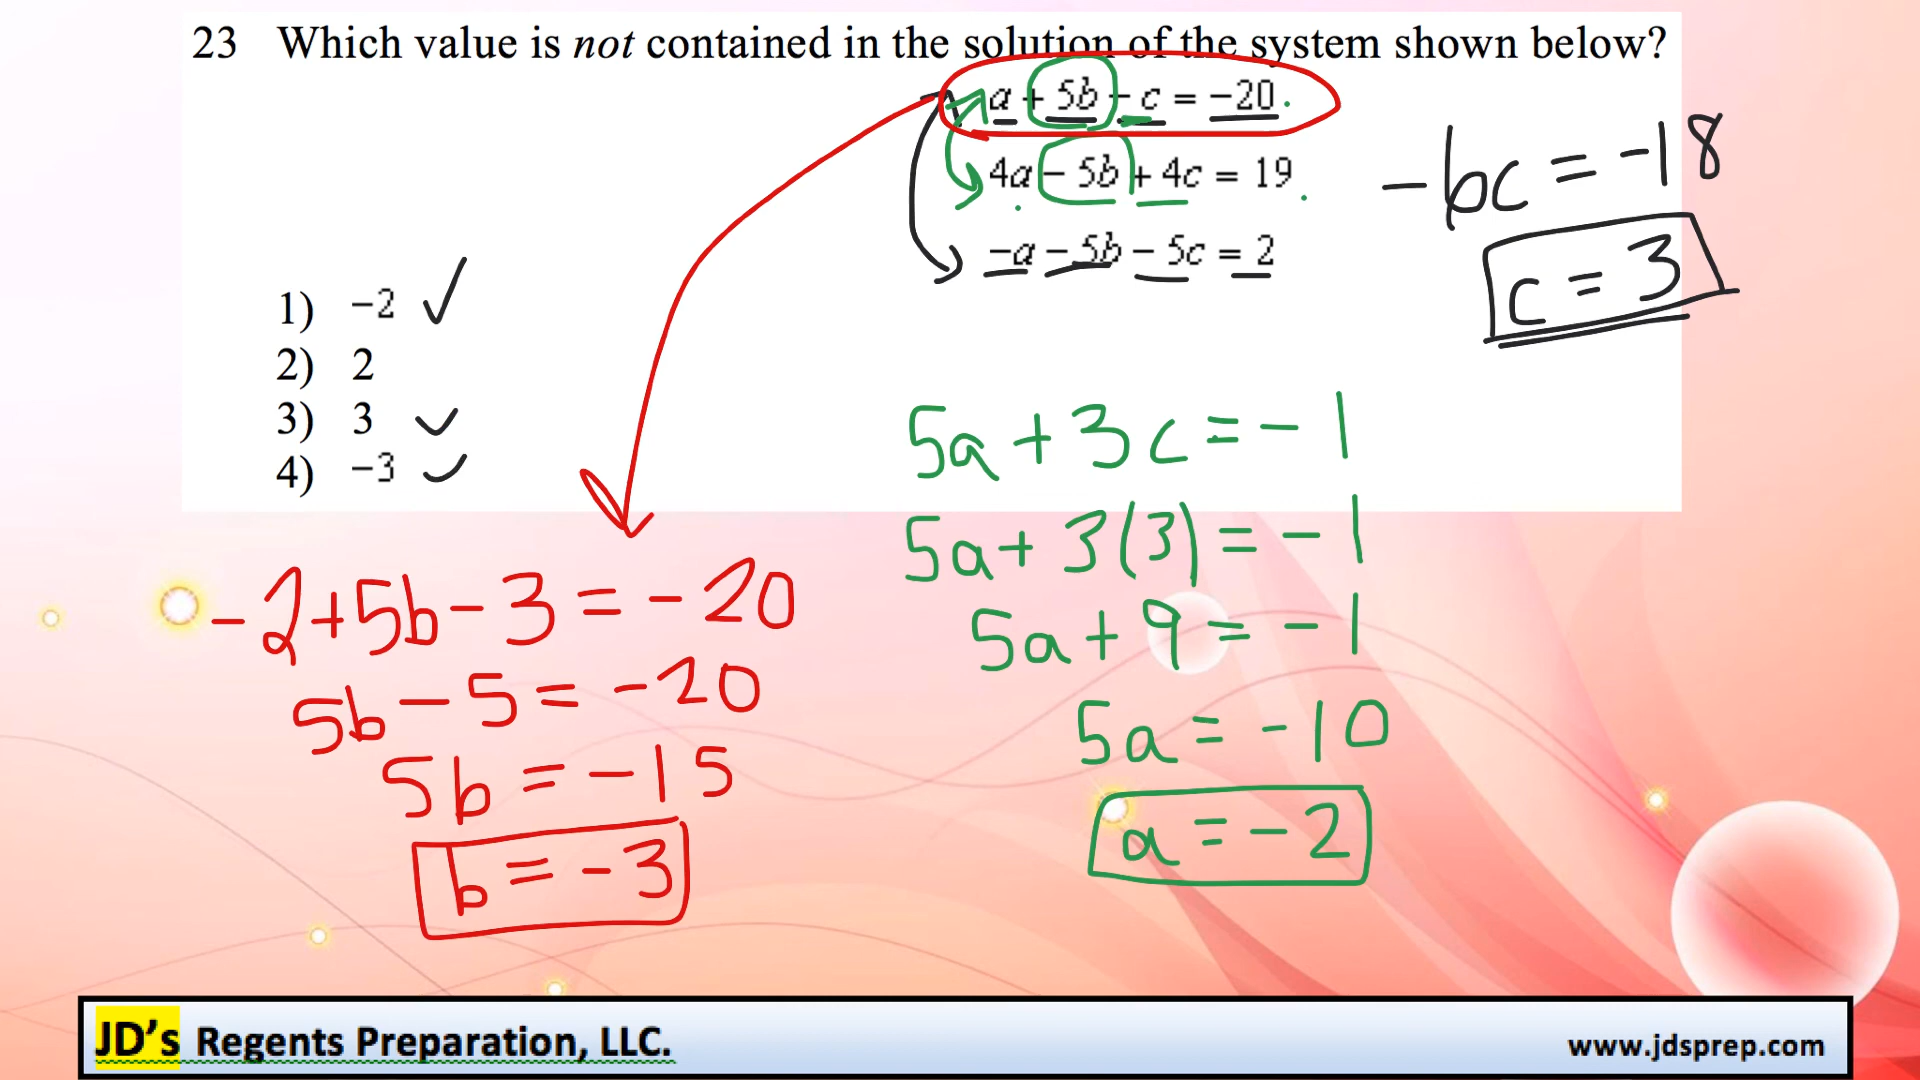 23 Which value is not contained in the solution of the system shown below?
a + 5b − c = −20
4a − 5b + 4c = 19
−a − 5b − 5c = 2
1) −2 ✓
2) 2
3) 3 ✓
4) −3 ✓
−6c = −18
c = 3
5a + 3c = −1
5a + 3(3) = −1
5a + 9 = −1
5a = −10
a = −2
−2 + 5b − 3 = −20
5b − 5 = −20
5b = −15
b = −3
JD's Regents Preparation, LLC.
www.jdsprep.com